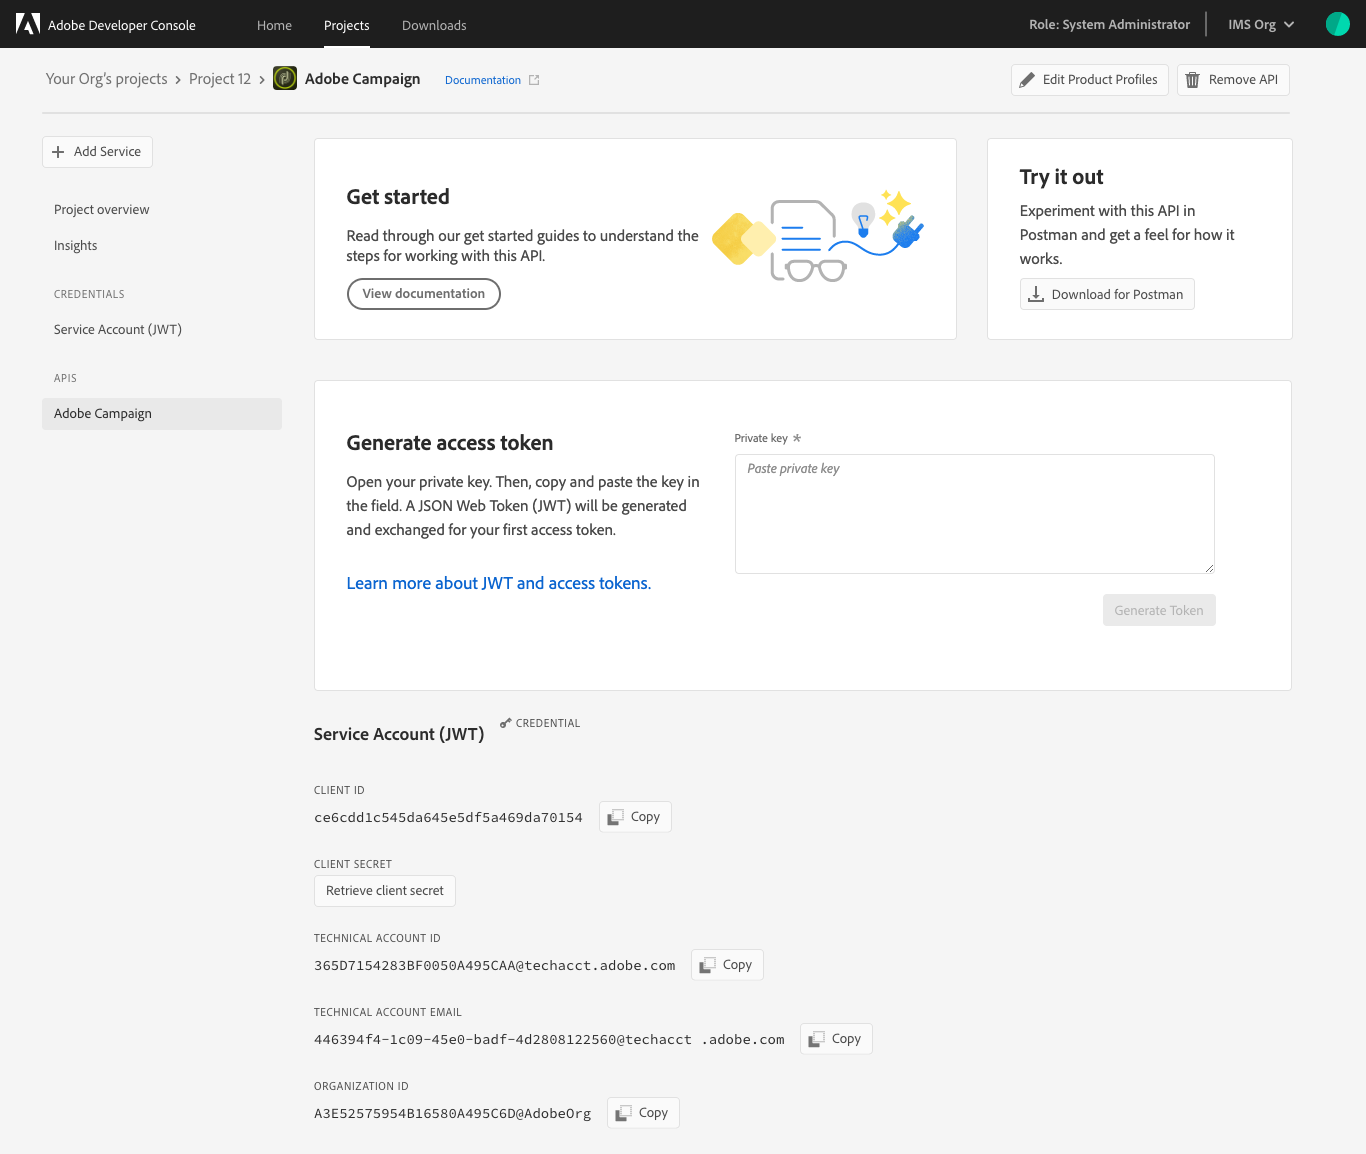 Adobe Developer Console
Home
Projects
Downloads
Role: System Administrator
IMS Org
Your Org's projects > Project 12 > Adobe Campaign
Documentation
Edit Product Profiles
Remove API
Add Service
Project overview
Insights
CREDENTIALS
Service Account (JWT)
APIS
Adobe Campaign
Get started
Read through our get started guides to understand the
steps for working with this API.
View documentation
Try it out
Experiment with this API in
Postman and get a feel for how it
works.
Download for Postman
Generate access token
Open your private key. Then, copy and paste the key in
the field. A JSON Web Token (JWT) will be generated
and exchanged for your first access token.
Learn more about JWT and access tokens.
Private key *
Paste private key
Generate Token
Service Account (JWT)
CREDENTIAL
CLIENT ID
ce6cdd1c545da645e5df5a469da70154
Copy
CLIENT SECRET
Retrieve client secret
TECHNICAL ACCOUNT ID
365D7154283BF0050A495CAA@techacct.adobe.com
Copy
TECHNICAL ACCOUNT EMAIL
446394f4-1c09-45e0-badf-4d2808122560@techacct .adobe.com
Copy
ORGANIZATION ID
A3E52575954B16580A495C6D@AdobeOrg
Copy